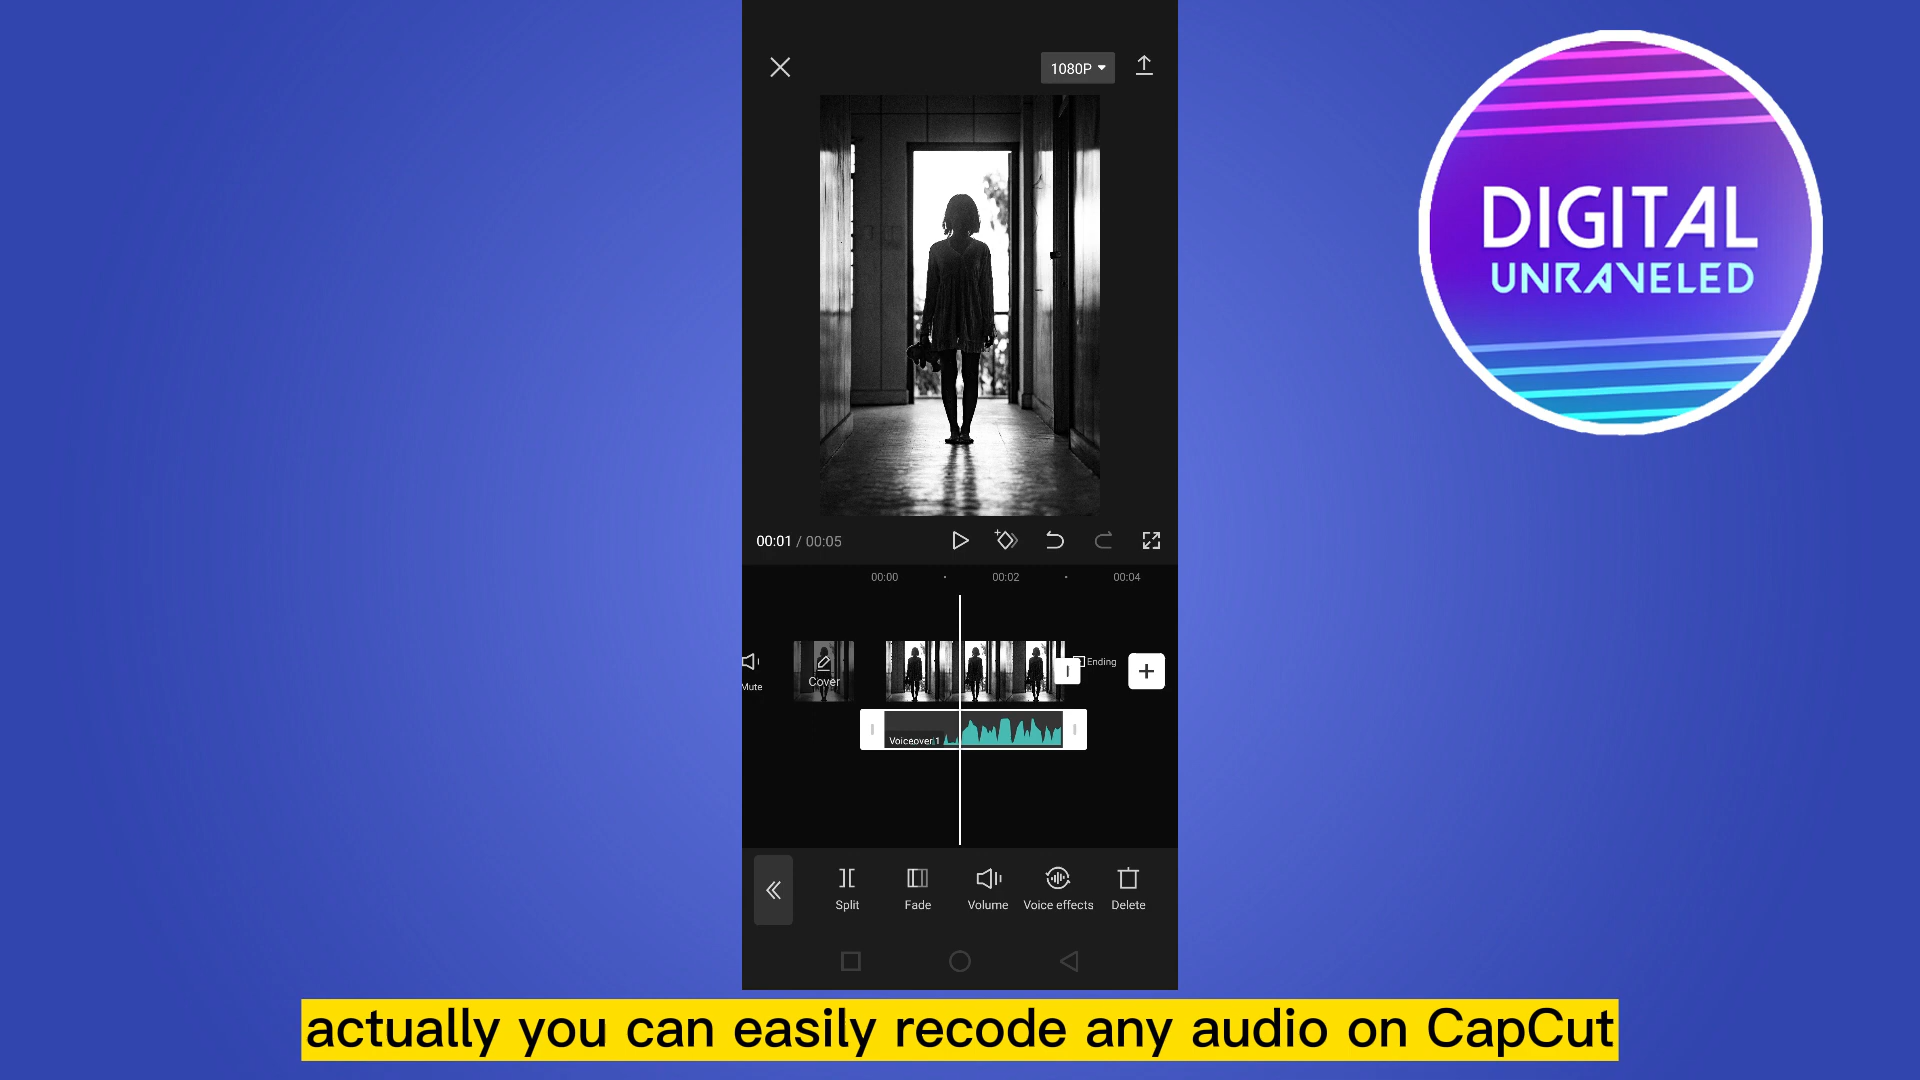 1080P
DIGITAL
UNRAVELED
00:01 / 00:05
00:00 00:02 00:04
Mute
Cover
Ending
Voiceover1
Split Fade Volume Voice effects Delete
actually you can easily recode any audio on CapCut